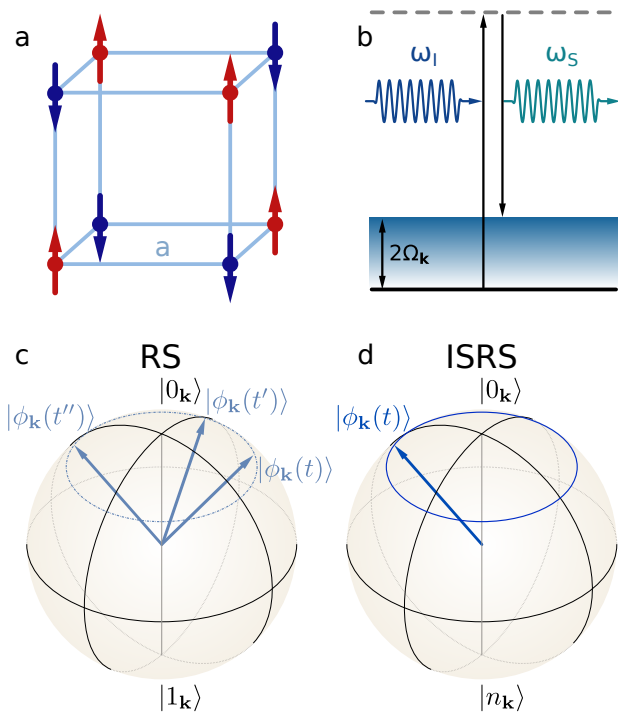 a
a
b
ω_I
ω_S
2Ω_𝐤
c
RS
|0_𝐤⟩
|ϕ_𝐤(t′′)⟩
|ϕ_𝐤(t′)⟩
|ϕ_𝐤(t)⟩
|1_𝐤⟩
d
ISRS
|0_𝐤⟩
|ϕ_𝐤(t)⟩
|n_𝐤⟩